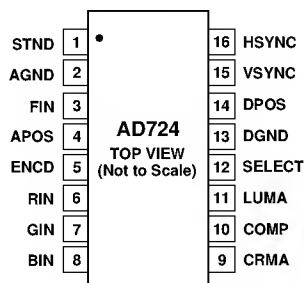 STND 1 16 HSYNC
AGND 2 15 VSYNC
FIN 3 14 DPOS
APOS 4 AD724 13 DGND
TOP VIEW
ENCD 5 (Not to Scale) 12 SELECT
RIN 6 11 LUMA
GIN 7 10 COMP
BIN 8 9 CRMA